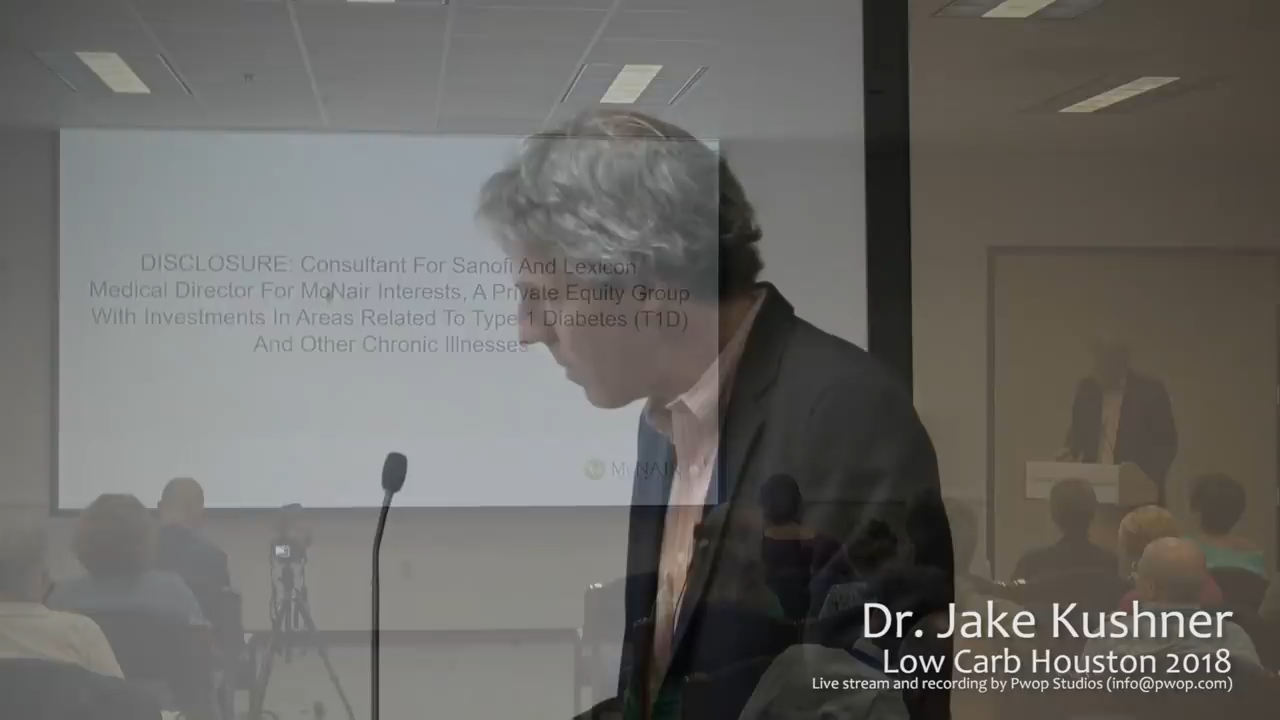 DISCLOSURE: Consultant For Sanofi And Lexicon
Medical Director For McNair Interests, A Private Equity Group
With Investments In Areas Related To Type 1 Diabetes (T1D)
And Other Chronic Illnesses
McNAIR
Dr. Jake Kushner
Low Carb Houston 2018
Live stream and recording by Pwop Studios (info@pwop.com)